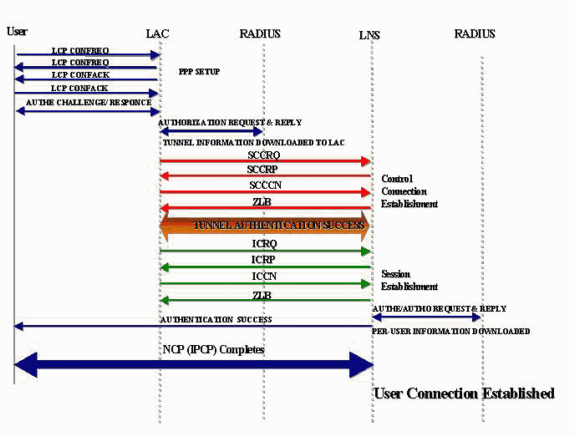 User LAC RADIUS LNS RADIUS
LCP CONFREQ
LCP CONFREQ
PPP SETUP
LCP CONFACK
LCP CONFACK
AUTHE CHALLENGE/ RESPONCE
AUTHORIZATION REQUEST & REPLY
TUNNEL INFORMATION DOWNLOADED TO LAC
SCCRQ
SCCRP
Control
SCCCN
Connection
ZLB
Establishment
TUNNEL AUTHENTICATION SUCCESS
ICRQ
ICRP
Session
ICCN
Establishment
ZLB
AUTHE/AUTHO REQUEST & REPLY
AUTHENTICATION SUCCESS
PER-USER INFORMATION DOWNLOADED
NCP (IPCP) Completes
User Connection Established